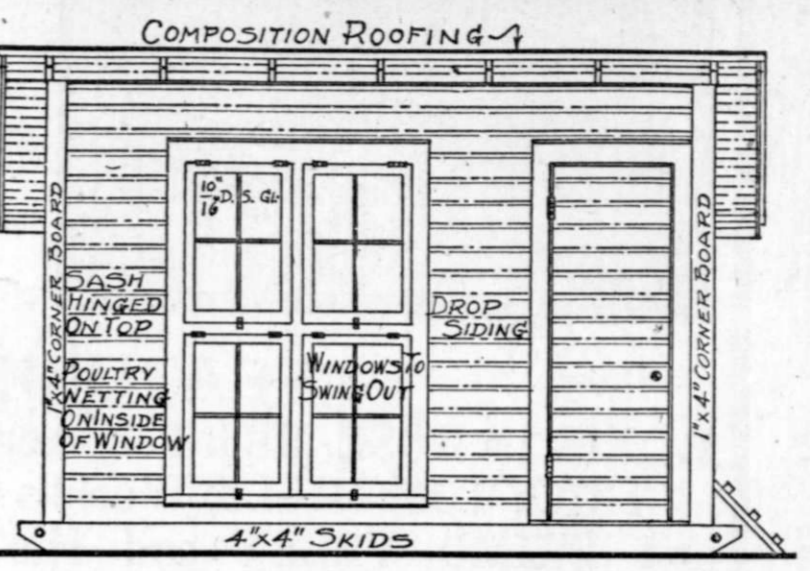 COMPOSITION ROOFING
10"
16" D. S. GL.
1"x4" CORNER BOARD
SASH
HINGED
ON TOP
POULTRY
NETTING
ON INSIDE
OF WINDOW
WINDOWS TO
SWING OUT
DROP
SIDING
1"x4" CORNER BOARD
4"x4" SKIDS